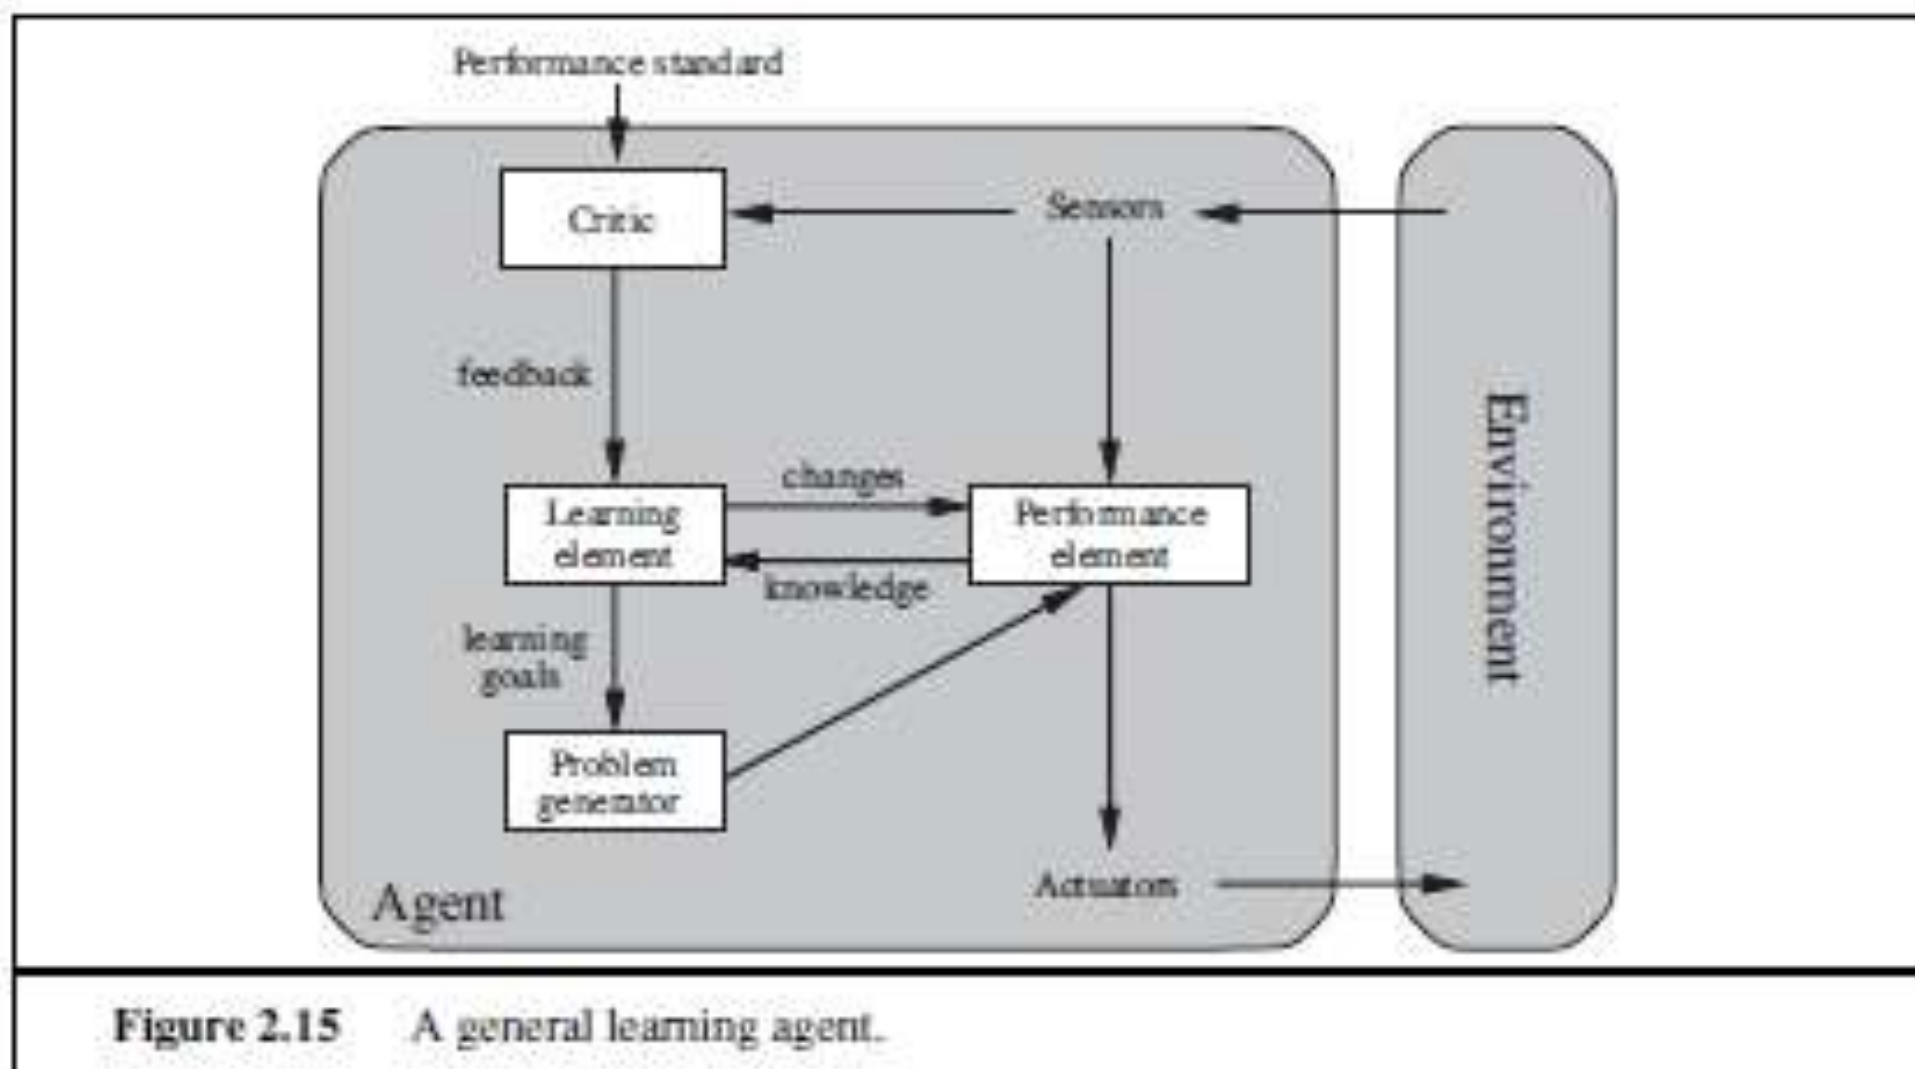 Performance standard
Critic
Sensors
feedback
changes
Learning
element
Performance
element
knowledge
learning
goals
Problem
generator
Agent
Actuators
Environment
Figure 2.15 A general learning agent.